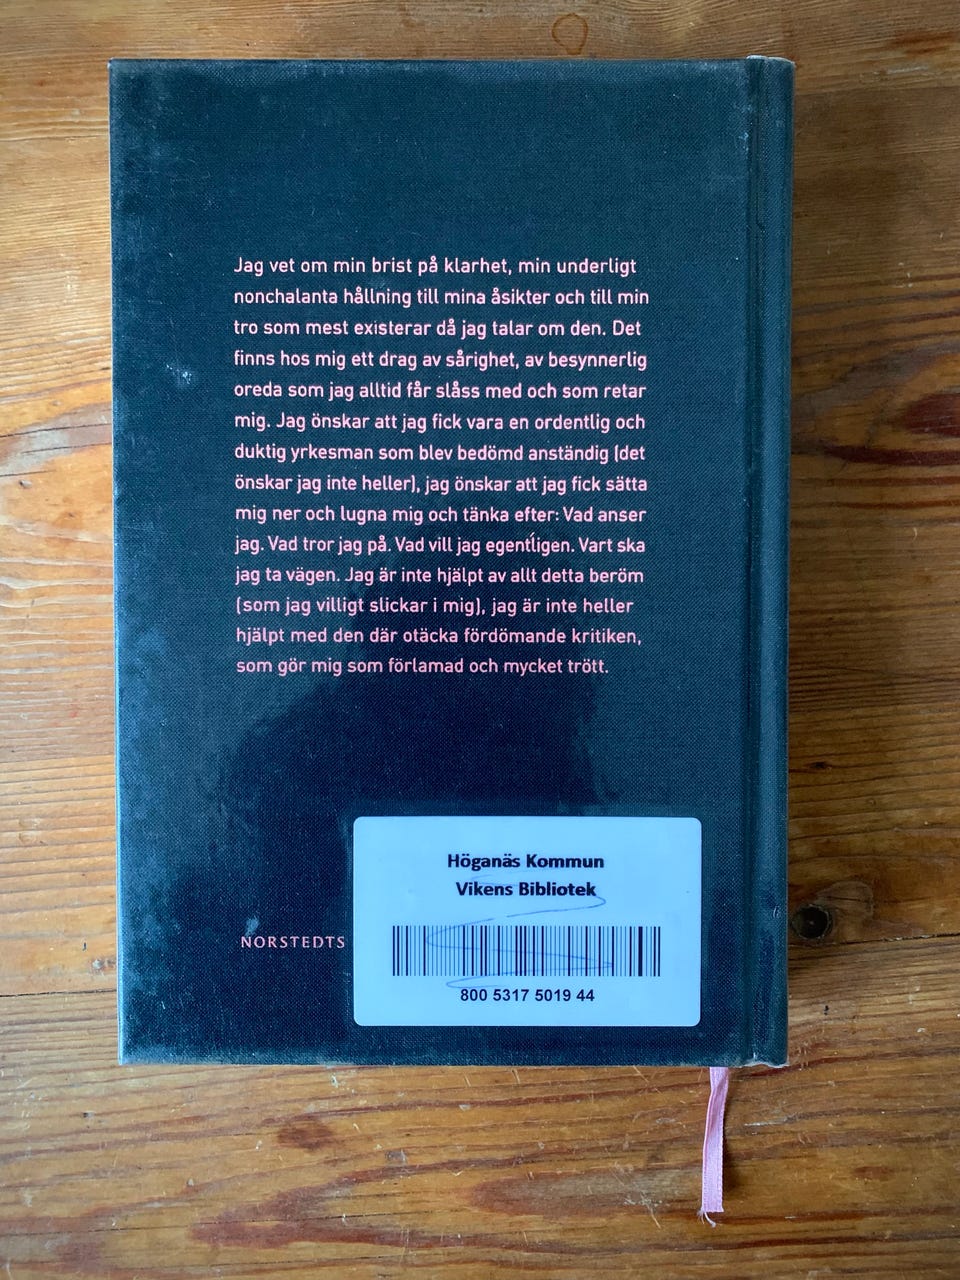 Jag vet om min brist på klarhet, min underligt
nonchalanta hållning till mina åsikter och till min
tro som mest existerar då jag talar om den. Det
finns hos mig ett drag av sårighet, av besynnerlig
oreda som jag alltid får slåss med och som retar
mig. Jag önskar att jag fick vara en ordentlig och
duktig yrkesman som blev bedömd anständig (det
önskar jag inte heller), jag önskar att jag fick sätta
mig ner och lugna mig och tänka efter: Vad anser
jag. Vad tror jag på. Vad vill jag egentligen. Vart ska
jag ta vägen. Jag är inte hjälpt av allt detta beröm
(som jag villigt slickar i mig), jag är inte heller
hjälpt med den där otäcka fördömande kritiken,
som gör mig som förlamad och mycket trött.
Höganäs Kommun
Vikens Bibliotek
NORSTEDTS
800 5317 5019 44